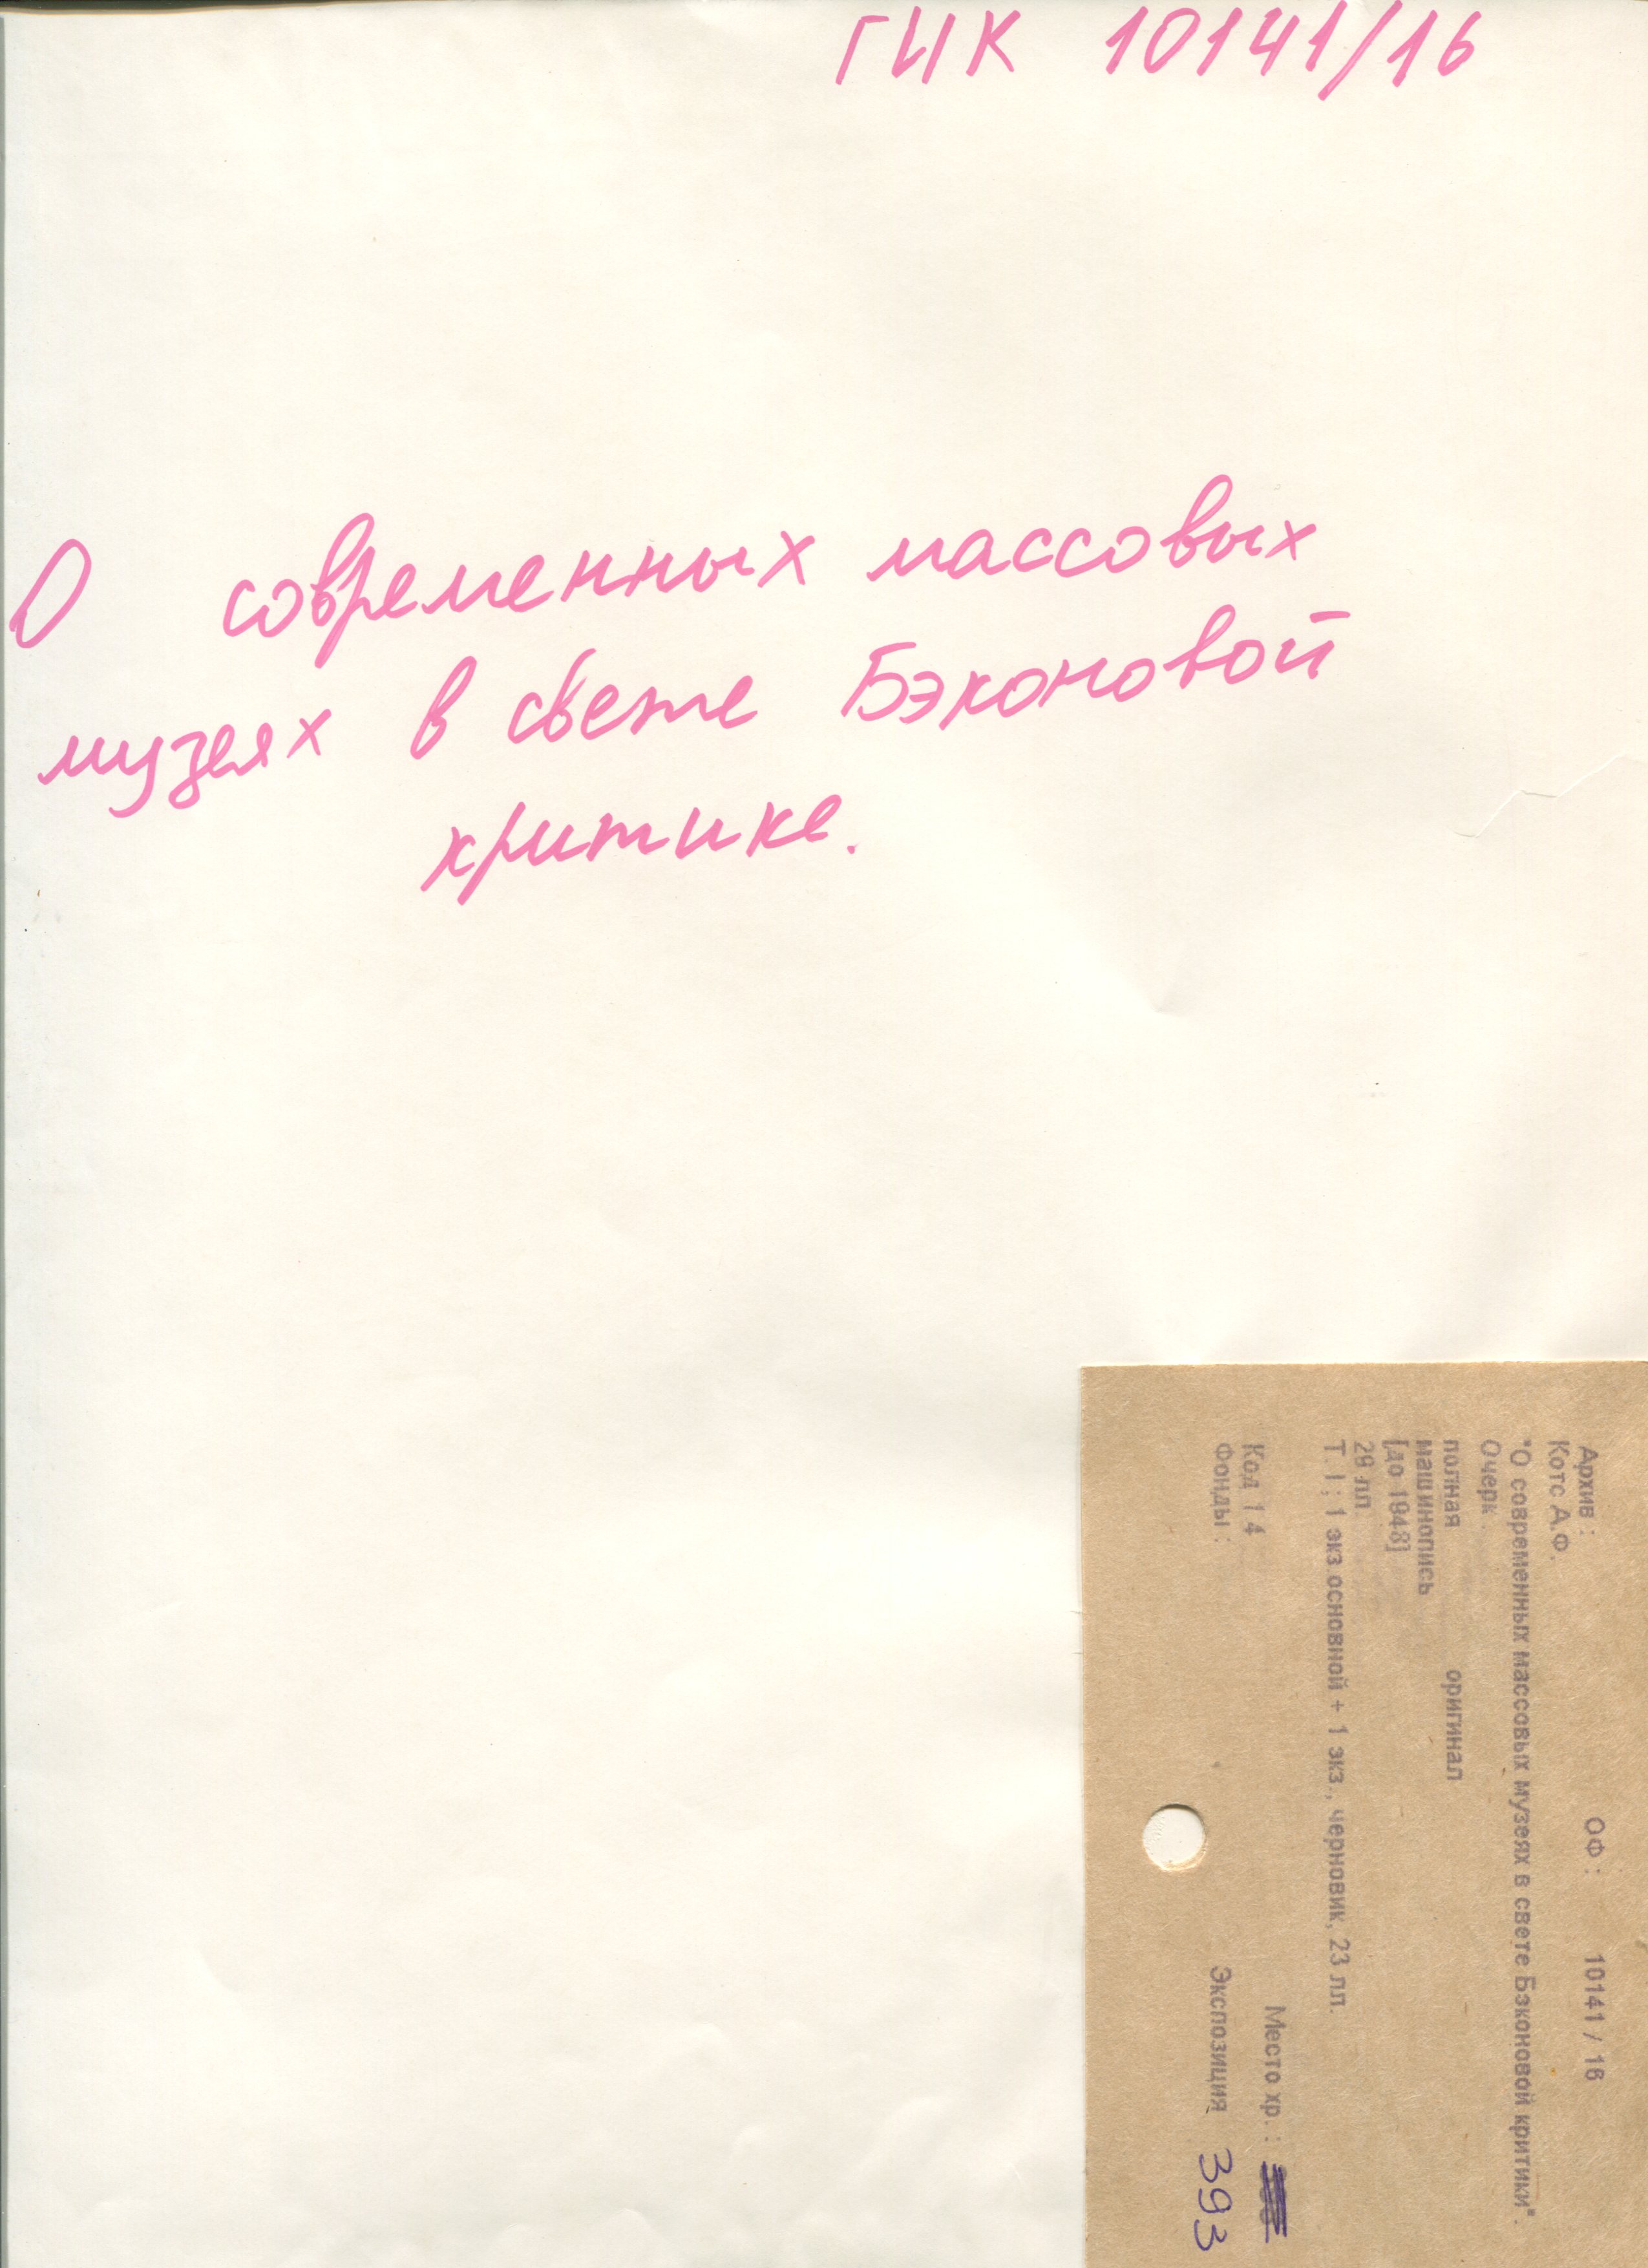 ГИК 10141/16
О современных массовых
музеях в свете Бэконовой
критике.
Архив : ОФ : 10141 / 16
Котс А.Ф.
"О современных массовых музеях в свете Бэконовой критики".
Очерк .
полная оригинал
машинопись
[до 1948]
29 лл
Т. I ; 1 экз основной + 1 экз., черновик, 23 лл.
Место хр. :
Код 1 4
Фонды : Экспозиция 393